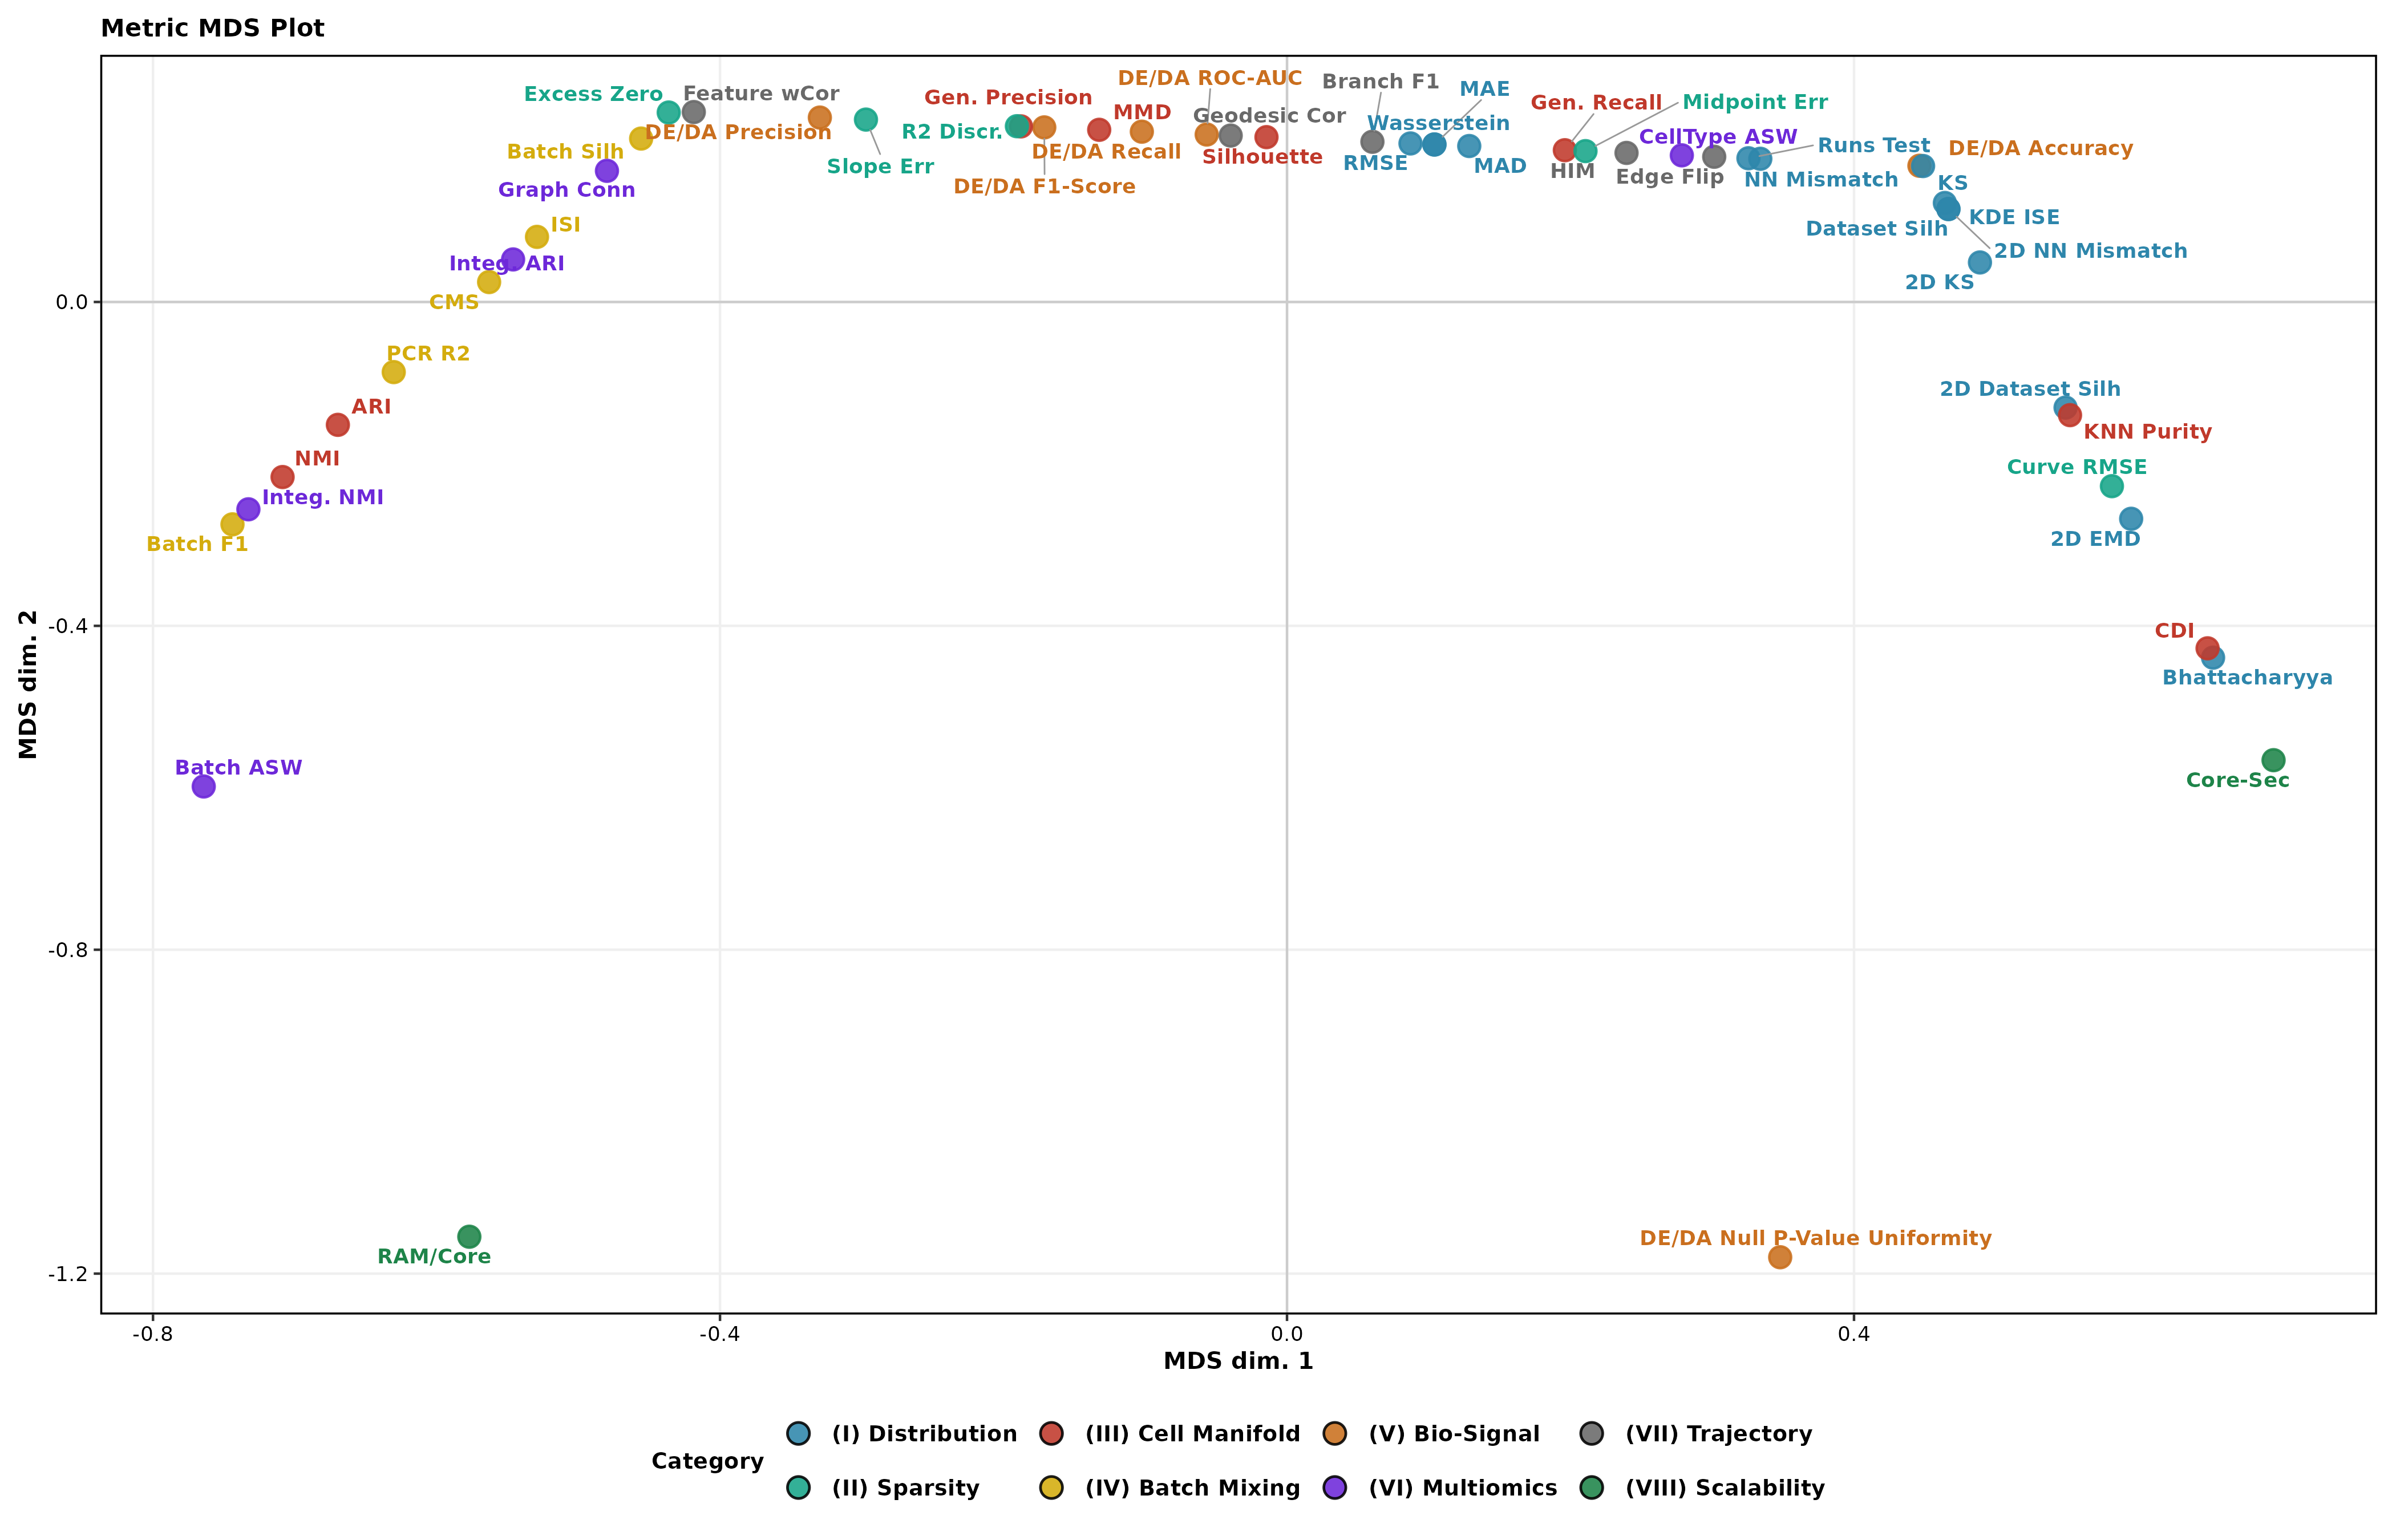 Metric MDS Plot
DE/DA ROC-AUC
Branch F1
MAE
Excess Zero
Feature wCor
Gen. Precision
MMD
Geodesic Cor
Wasserstein
Gen. Recall
Midpoint Err
DE/DA Precision
R2 Discr.
CellType ASW
Runs Test
DE/DA Accuracy
Batch Silh
Slope Err
DE/DA Recall
Silhouette
RMSE
MAD
HIM
Edge Flip
NN Mismatch
KS
Graph Conn
DE/DA F1-Score
ISI
Dataset Silh
KDE ISE
Integ. ARI
2D NN Mismatch
CMS
2D KS
PCR R2
ARI
2D Dataset Silh
NMI
KNN Purity
Integ. NMI
Curve RMSE
Batch F1
2D EMD
CDI
Bhattacharyya
Batch ASW
Core-Sec
RAM/Core
DE/DA Null P-Value Uniformity
0.0
-0.4
-0.8
-1.2
MDS dim. 2
-0.8
-0.4
0.0
0.4
MDS dim. 1
Category
(I) Distribution
(III) Cell Manifold
(V) Bio-Signal
(VII) Trajectory
(II) Sparsity
(IV) Batch Mixing
(VI) Multiomics
(VIII) Scalability